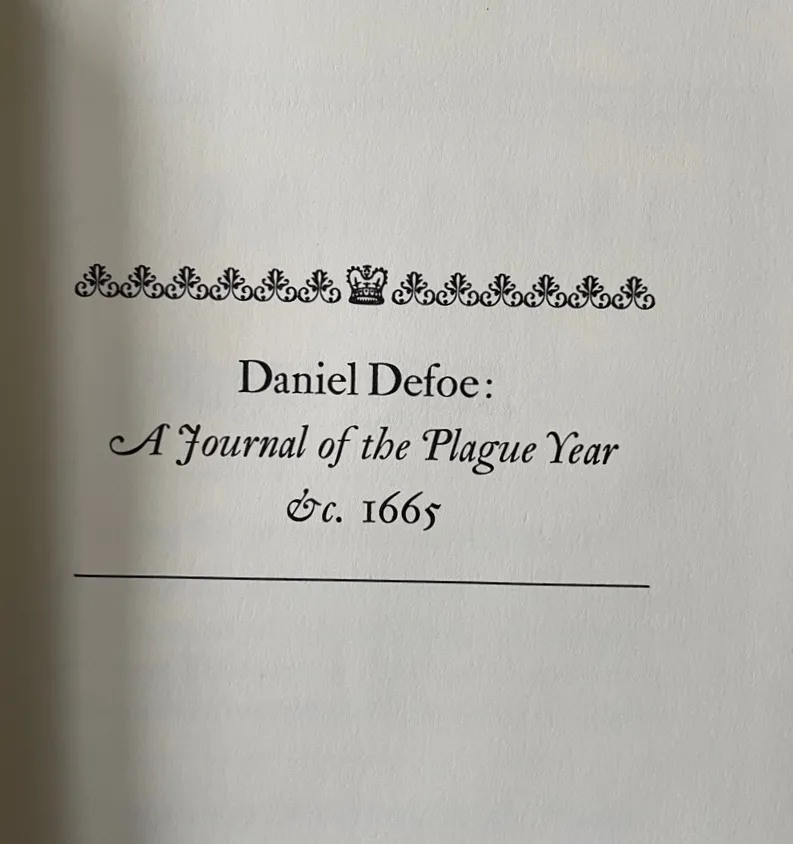 Daniel Defoe:
A Journal of the Plague Year
&c. 1665